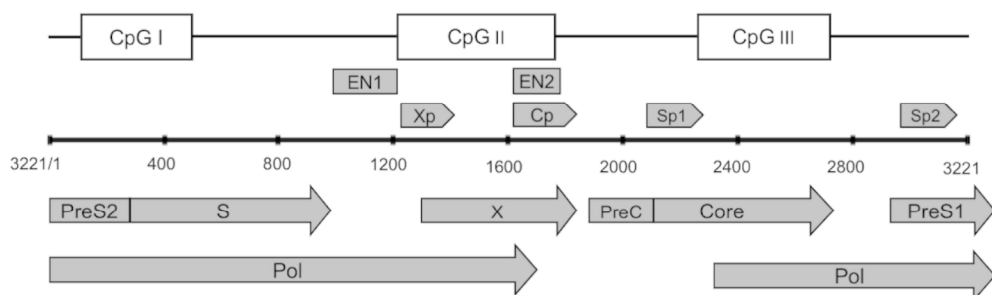 CpG I CpG II CpG III
EN1 EN2
Xp Cp Sp1 Sp2
3221/1 400 800 1200 1600 2000 2400 2800 3221
PreS2 S X PreC Core PreS1
Pol Pol